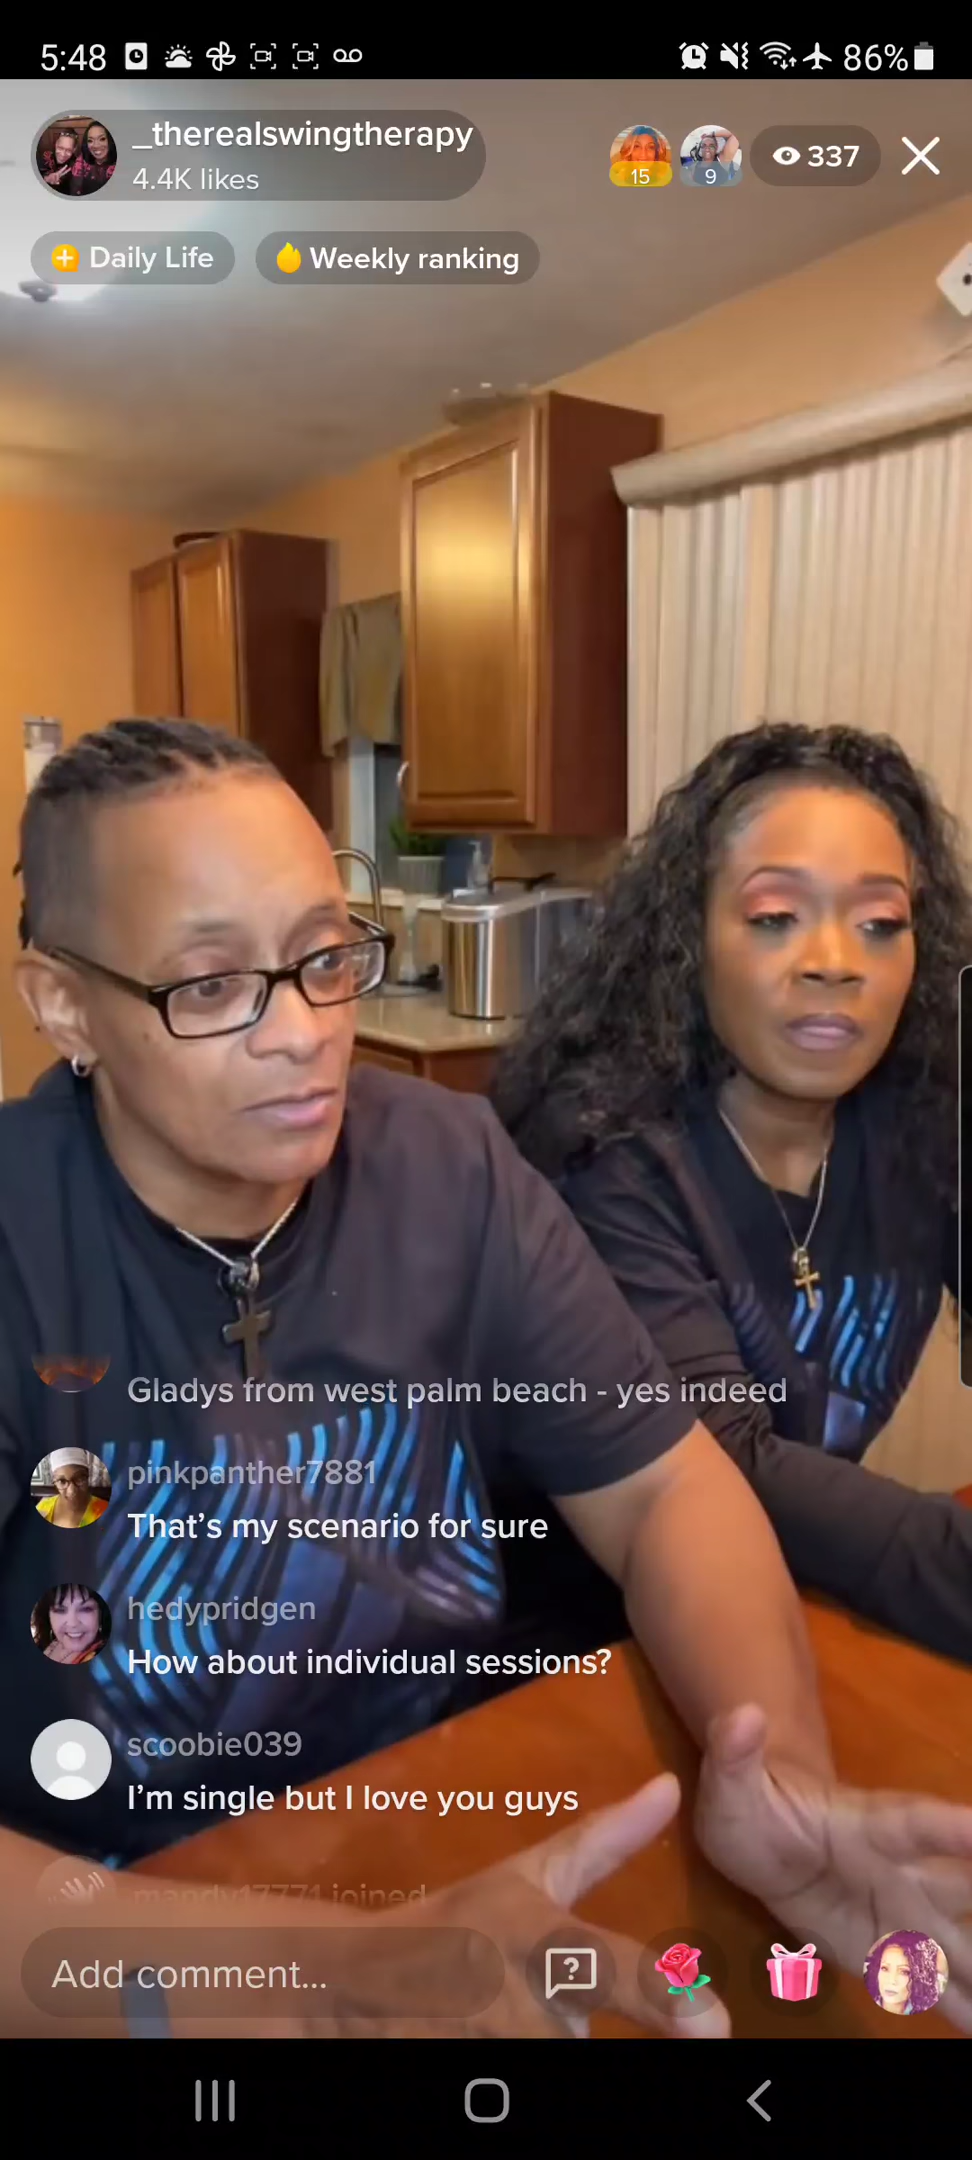 5:48
86%
_therealswingtherapy
4.4K likes
15
9
337
Daily Life
Weekly ranking
Gladys from west palm beach - yes indeed
pinkpanther7881
That's my scenario for sure
hedypridgen
How about individual sessions?
scoobie039
I'm single but I love you guys
mandy17771 joined
Add comment...